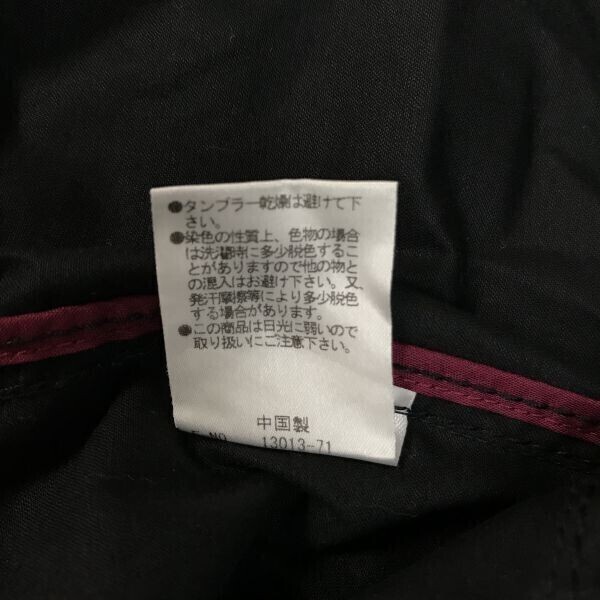 ●タンブラー乾燥は避けて下
さい。
●染色の性質上、色物の場合
は洗濯時に多少脱色するこ
とがありますので他の物と
の混入はお避け下さい。又、
発汗摩擦等により多少脱色
する場合があります。
●この商品は日光に弱いので
取り扱いにご注意下さい。
中国製
NO. 13013-71